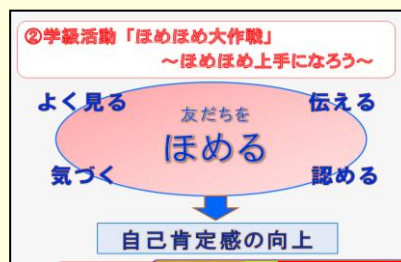 ②学級活動「ほめほめ大作戦」
～ほめほめ上手になろう～
よく見る
伝える
友だちを
ほめる
気づく
認める
自己肯定感の向上